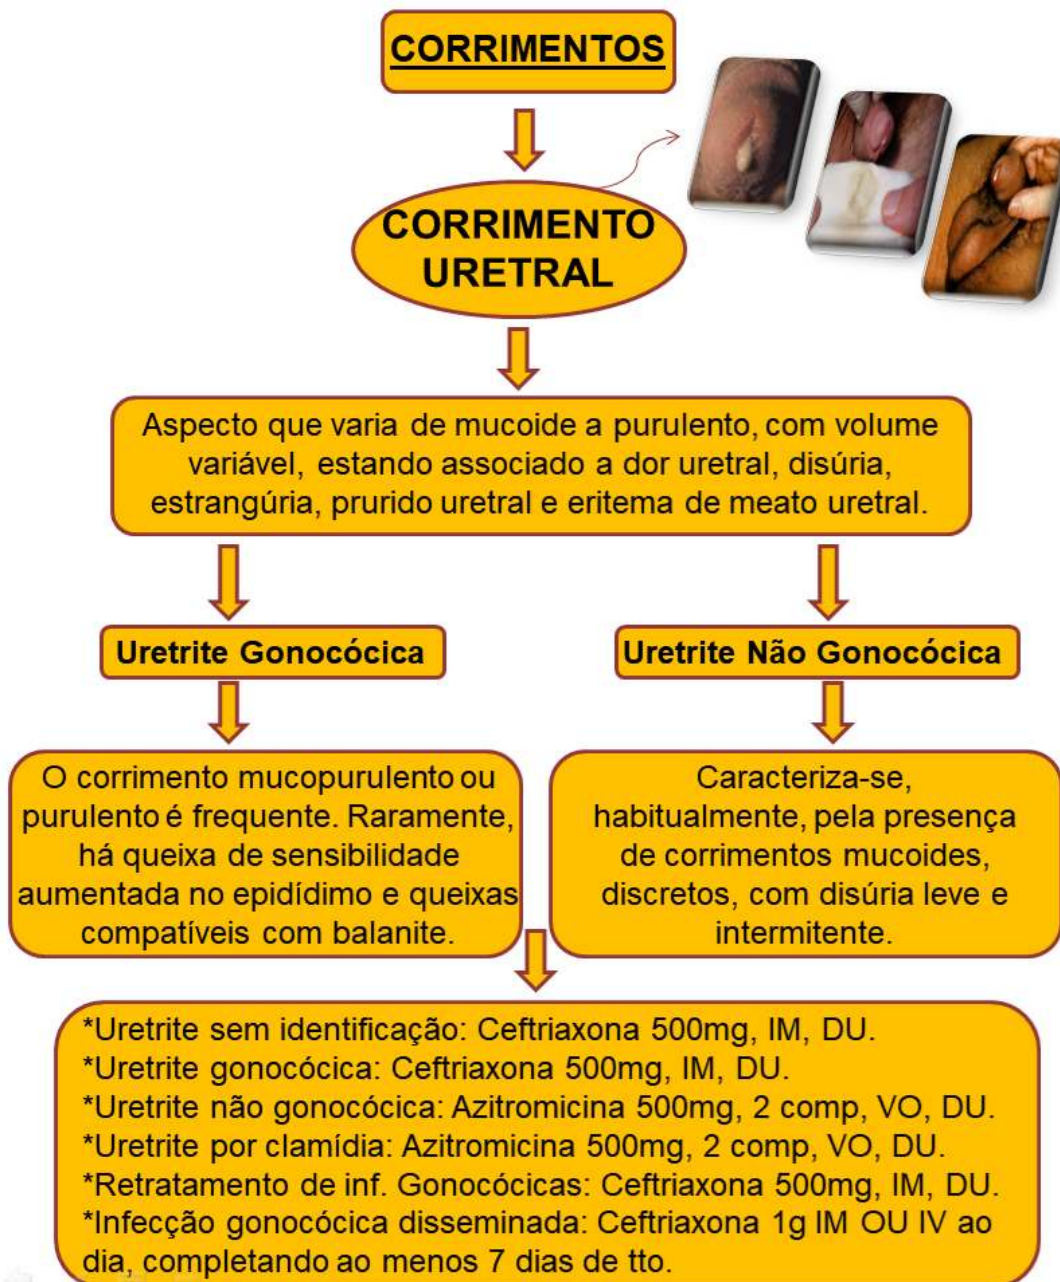 CORRIMENTOS
CORRIMENTO
URETRAL
Aspecto que varia de mucoide a purulento, com volume
variável, estando associado a dor uretral, disúria,
estrangúria, prurido uretral e eritema de meato uretral.
Uretrite Gonocócica
Uretrite Não Gonocócica
O corrimento mucopurulento ou
purulento é frequente. Raramente,
há queixa de sensibilidade
aumentada no epidídimo e queixas
compatíveis com balanite.
Caracteriza-se,
habitualmente, pela presença
de corrimentos mucoides,
discretos, com disúria leve e
intermitente.
*Uretrite sem identificação: Ceftriaxona 500mg, IM, DU.
*Uretrite gonocócica: Ceftriaxona 500mg, IM, DU.
*Uretrite não gonocócica: Azitromicina 500mg, 2 comp, VO, DU.
*Uretrite por clamídia: Azitromicina 500mg, 2 comp, VO, DU.
*Retratamento de inf. Gonocócicas: Ceftriaxona 500mg, IM, DU.
*Infecção gonocócica disseminada: Ceftriaxona 1g IM OU IV ao
dia, completando ao menos 7 dias de tto.